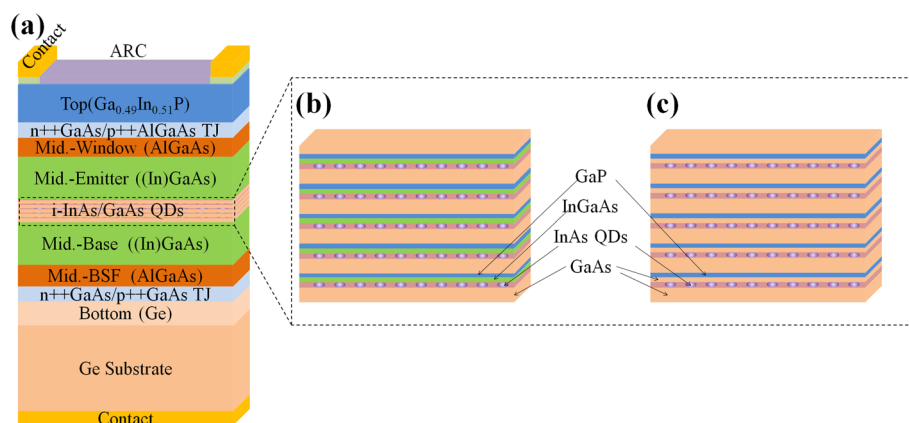 (a)
Contact
ARC
Top(Ga0.49In0.51P)
n++GaAs/p++AlGaAs TJ
Mid.-Window (AlGaAs)
Mid.-Emitter ((In)GaAs)
i-InAs/GaAs QDs
Mid.-Base ((In)GaAs)
Mid.-BSF (AlGaAs)
n++GaAs/p++GaAs TJ
Bottom (Ge)
Ge Substrate
Contact
(b)
(c)
GaP
InGaAs
InAs QDs
GaAs